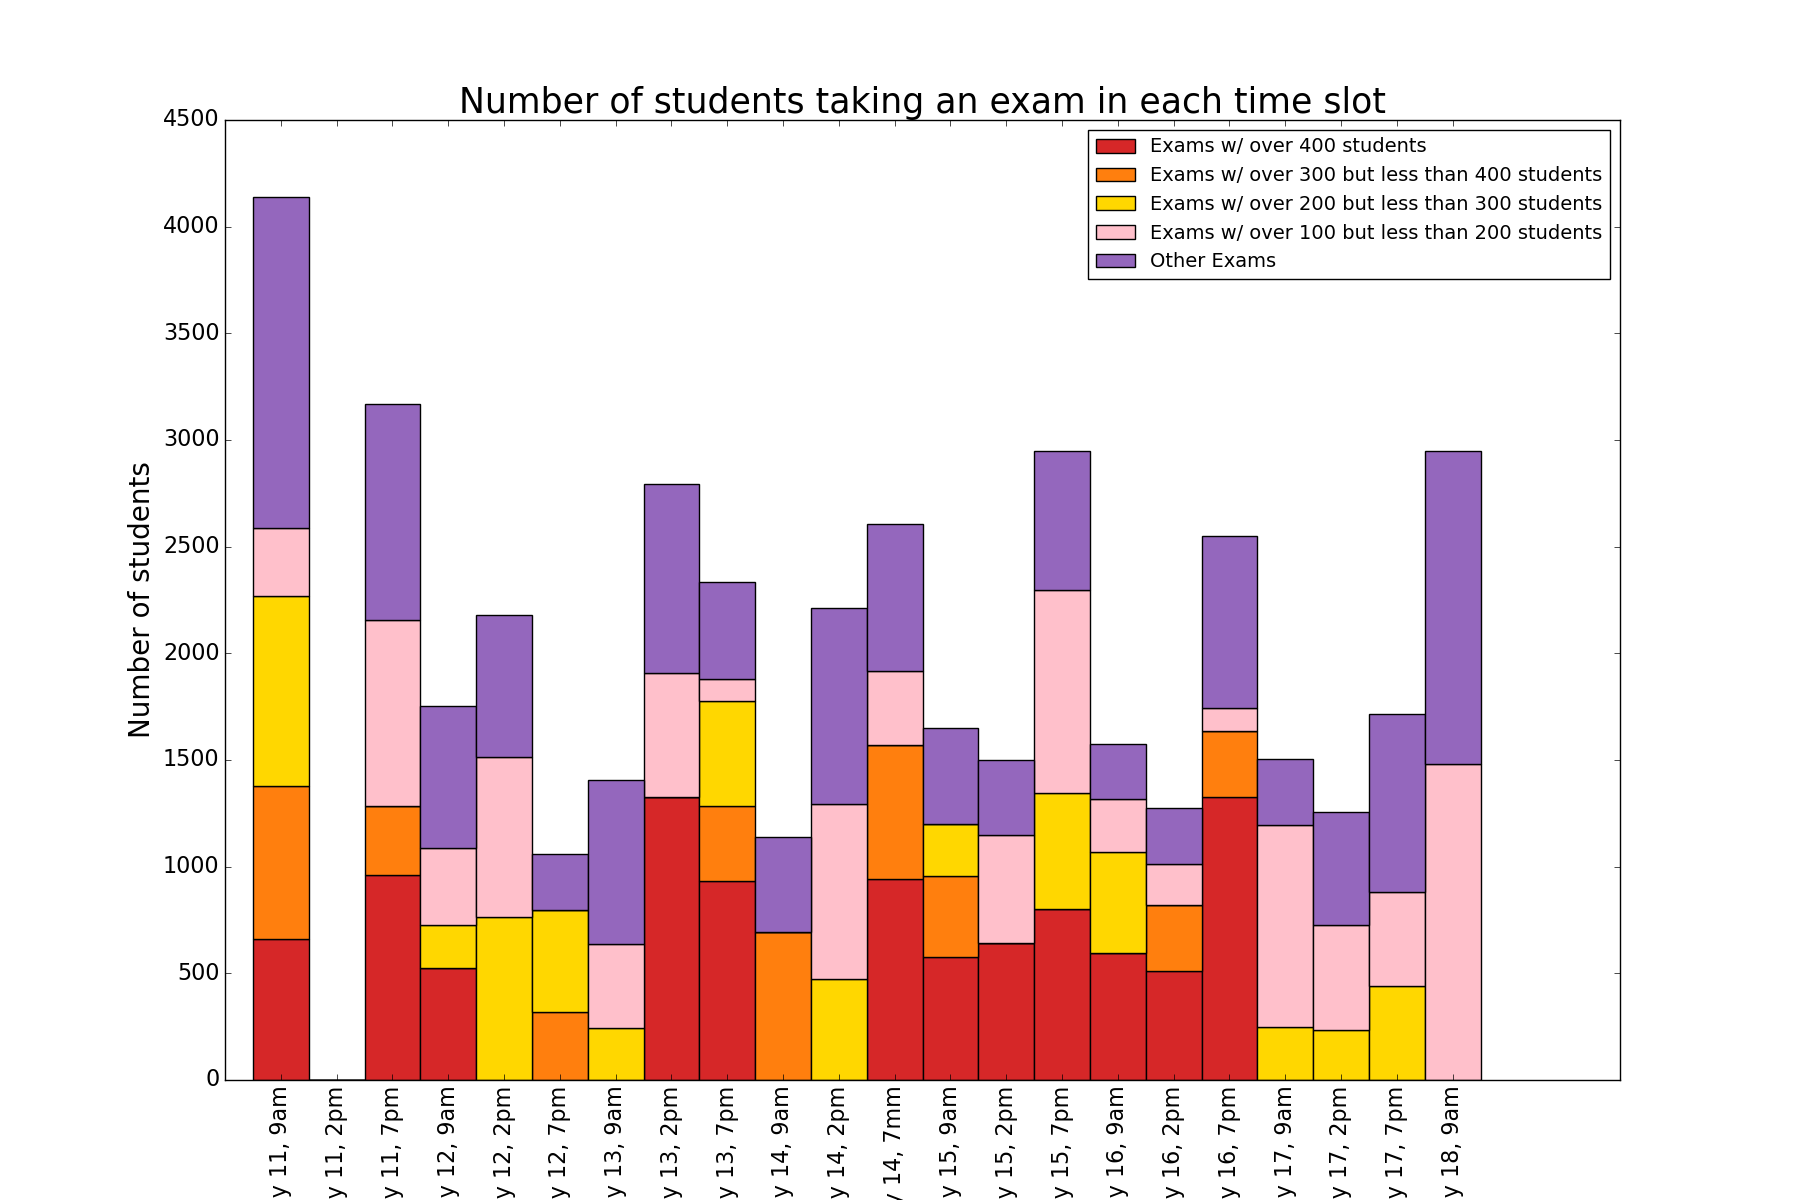 Number of students taking an exam in each time slot
Exams w/ over 400 students
Exams w/ over 300 but less than 400 students
Exams w/ over 200 but less than 300 students
Exams w/ over 100 but less than 200 students
Other Exams
Number of students
4500
4000
3500
3000
2500
2000
1500
1000
500
0
y 11, 9am
y 11, 2pm
y 11, 7pm
y 12, 9am
y 12, 2pm
y 12, 7pm
y 13, 9am
y 13, 2pm
y 13, 7pm
y 14, 9am
y 14, 2pm
y 14, 7mm
y 15, 9am
y 15, 2pm
y 15, 7pm
y 16, 9am
y 16, 2pm
y 16, 7pm
y 17, 9am
y 17, 2pm
y 17, 7pm
y 18, 9am